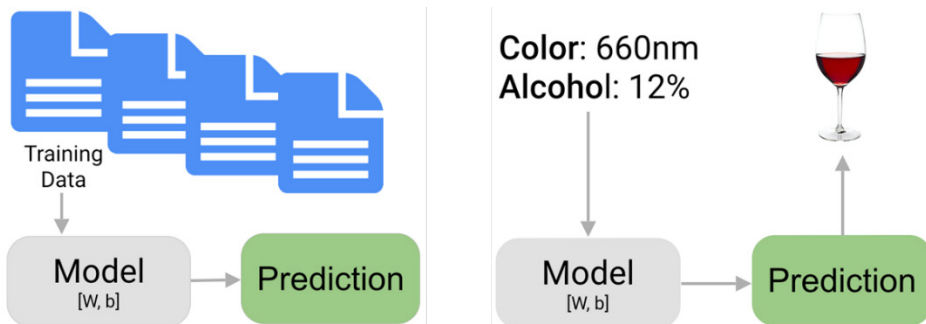 Training
Data
Model
[W, b]
Prediction
Color: 660nm
Alcohol: 12%
Model
[W, b]
Prediction